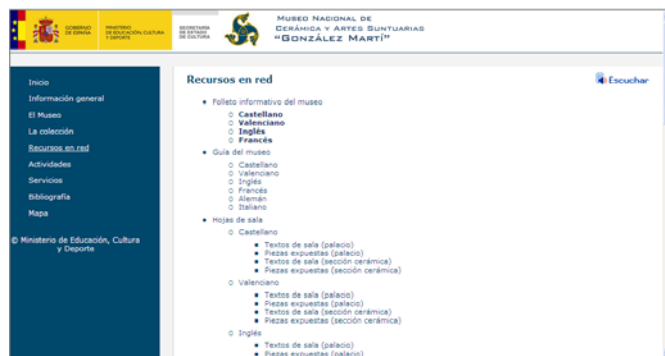 GOBIERNO
DE ESPAÑA
MINISTERIO
DE EDUCACIÓN, CULTURA
Y DEPORTE
SECRETARÍA
DE ESTADO
DE CULTURA
MUSEO NACIONAL DE
CERÁMICA Y ARTES SUNTUARIAS
"GONZÁLEZ MARTÍ"
Inicio
Información general
El Museo
La colección
Recursos en red
Actividades
Servicios
Bibliografía
Mapa
© Ministerio de Educación, Cultura
y Deporte
Recursos en red
Escuchar
Folleto informativo del museo
Castellano
Valenciano
Inglés
Francés
Guía del museo
Castellano
Valenciano
Inglés
Francés
Alemán
Italiano
Hojas de sala
Castellano
Textos de sala (palacio)
Piezas expuestas (palacio)
Textos de sala (sección cerámica)
Piezas expuestas (sección cerámica)
Valenciano
Textos de sala (palacio)
Piezas expuestas (palacio)
Textos de sala (sección cerámica)
Piezas expuestas (sección cerámica)
Inglés
Textos de sala (palacio)
Piezas expuestas (palacio)